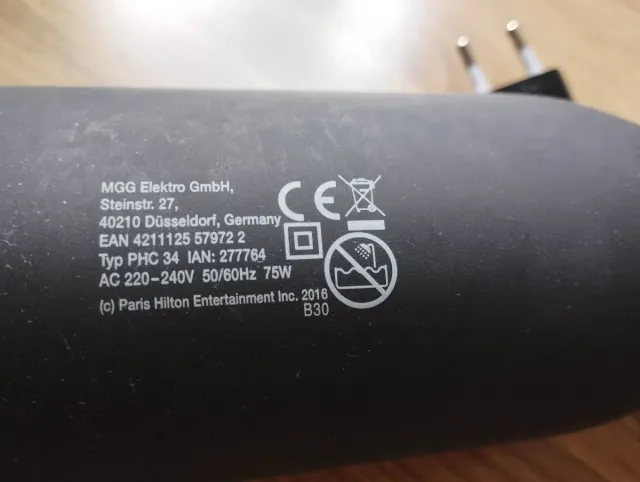 MGG Elektro GmbH,
Steinstr. 27,
40210 Düsseldorf, Germany
EAN 4211125 57972 2
Typ PHC 34 IAN: 277764
AC 220-240V 50/60Hz 75W
(c) Paris Hilton Entertainment Inc. 2016
B30
CE